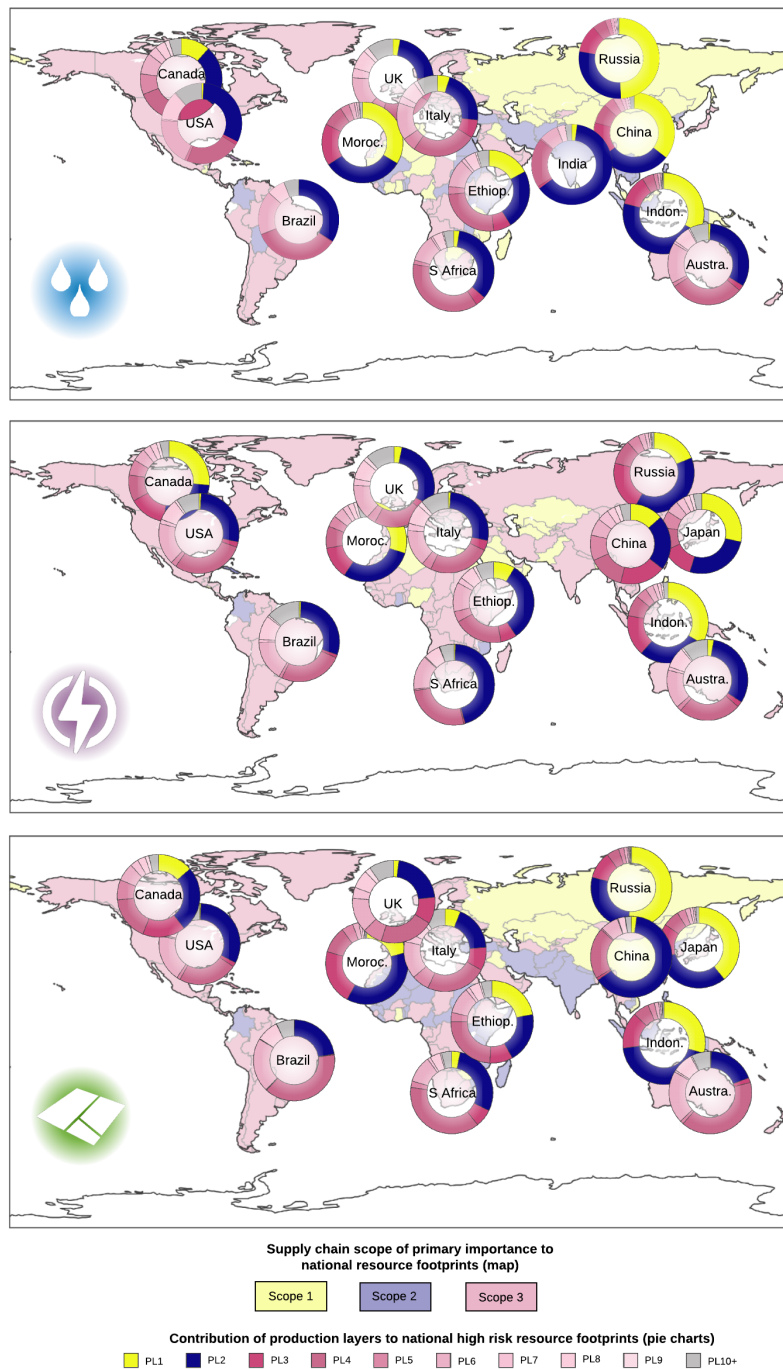 Canada
UK
Russia
USA
Italy
Moroc.
China
India
Ethiop.
Brazil
Indon.
S Africa
Austra.
Canada
UK
Russia
USA
Moroc.
Italy
China
Japan
Ethiop.
Brazil
Indon.
S Africa
Austra.
Canada
UK
Russia
USA
Italy
Moroc.
China
Japan
Ethiop.
Brazil
Indon.
S Africa
Austra.
Supply chain scope of primary importance to
national resource footprints (map)
Scope 1 Scope 2 Scope 3
Contribution of production layers to national high risk resource footprints (pie charts)
PL1 PL2 PL3 PL4 PL5 PL6 PL7 PL8 PL9 PL10+